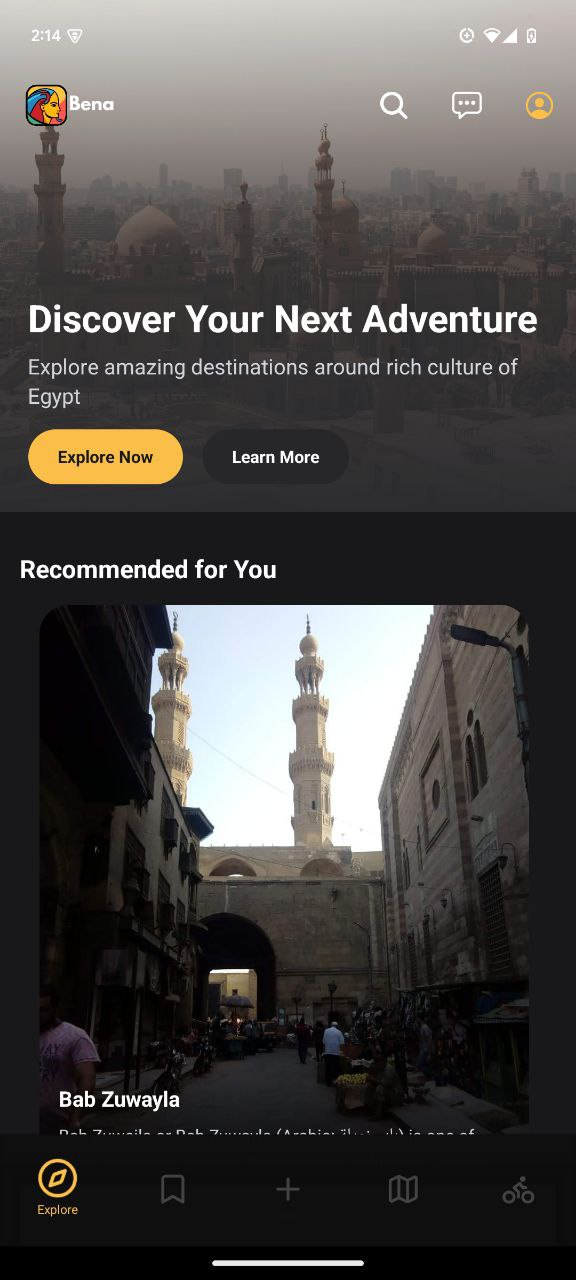 2:14
Bena
Discover Your Next Adventure
Explore amazing destinations around rich culture of
Egypt
Explore Now
Learn More
Recommended for You
Bab Zuwayla
Bab Zuweila or Bab Zuwayla (Arabic: is one of
Explore